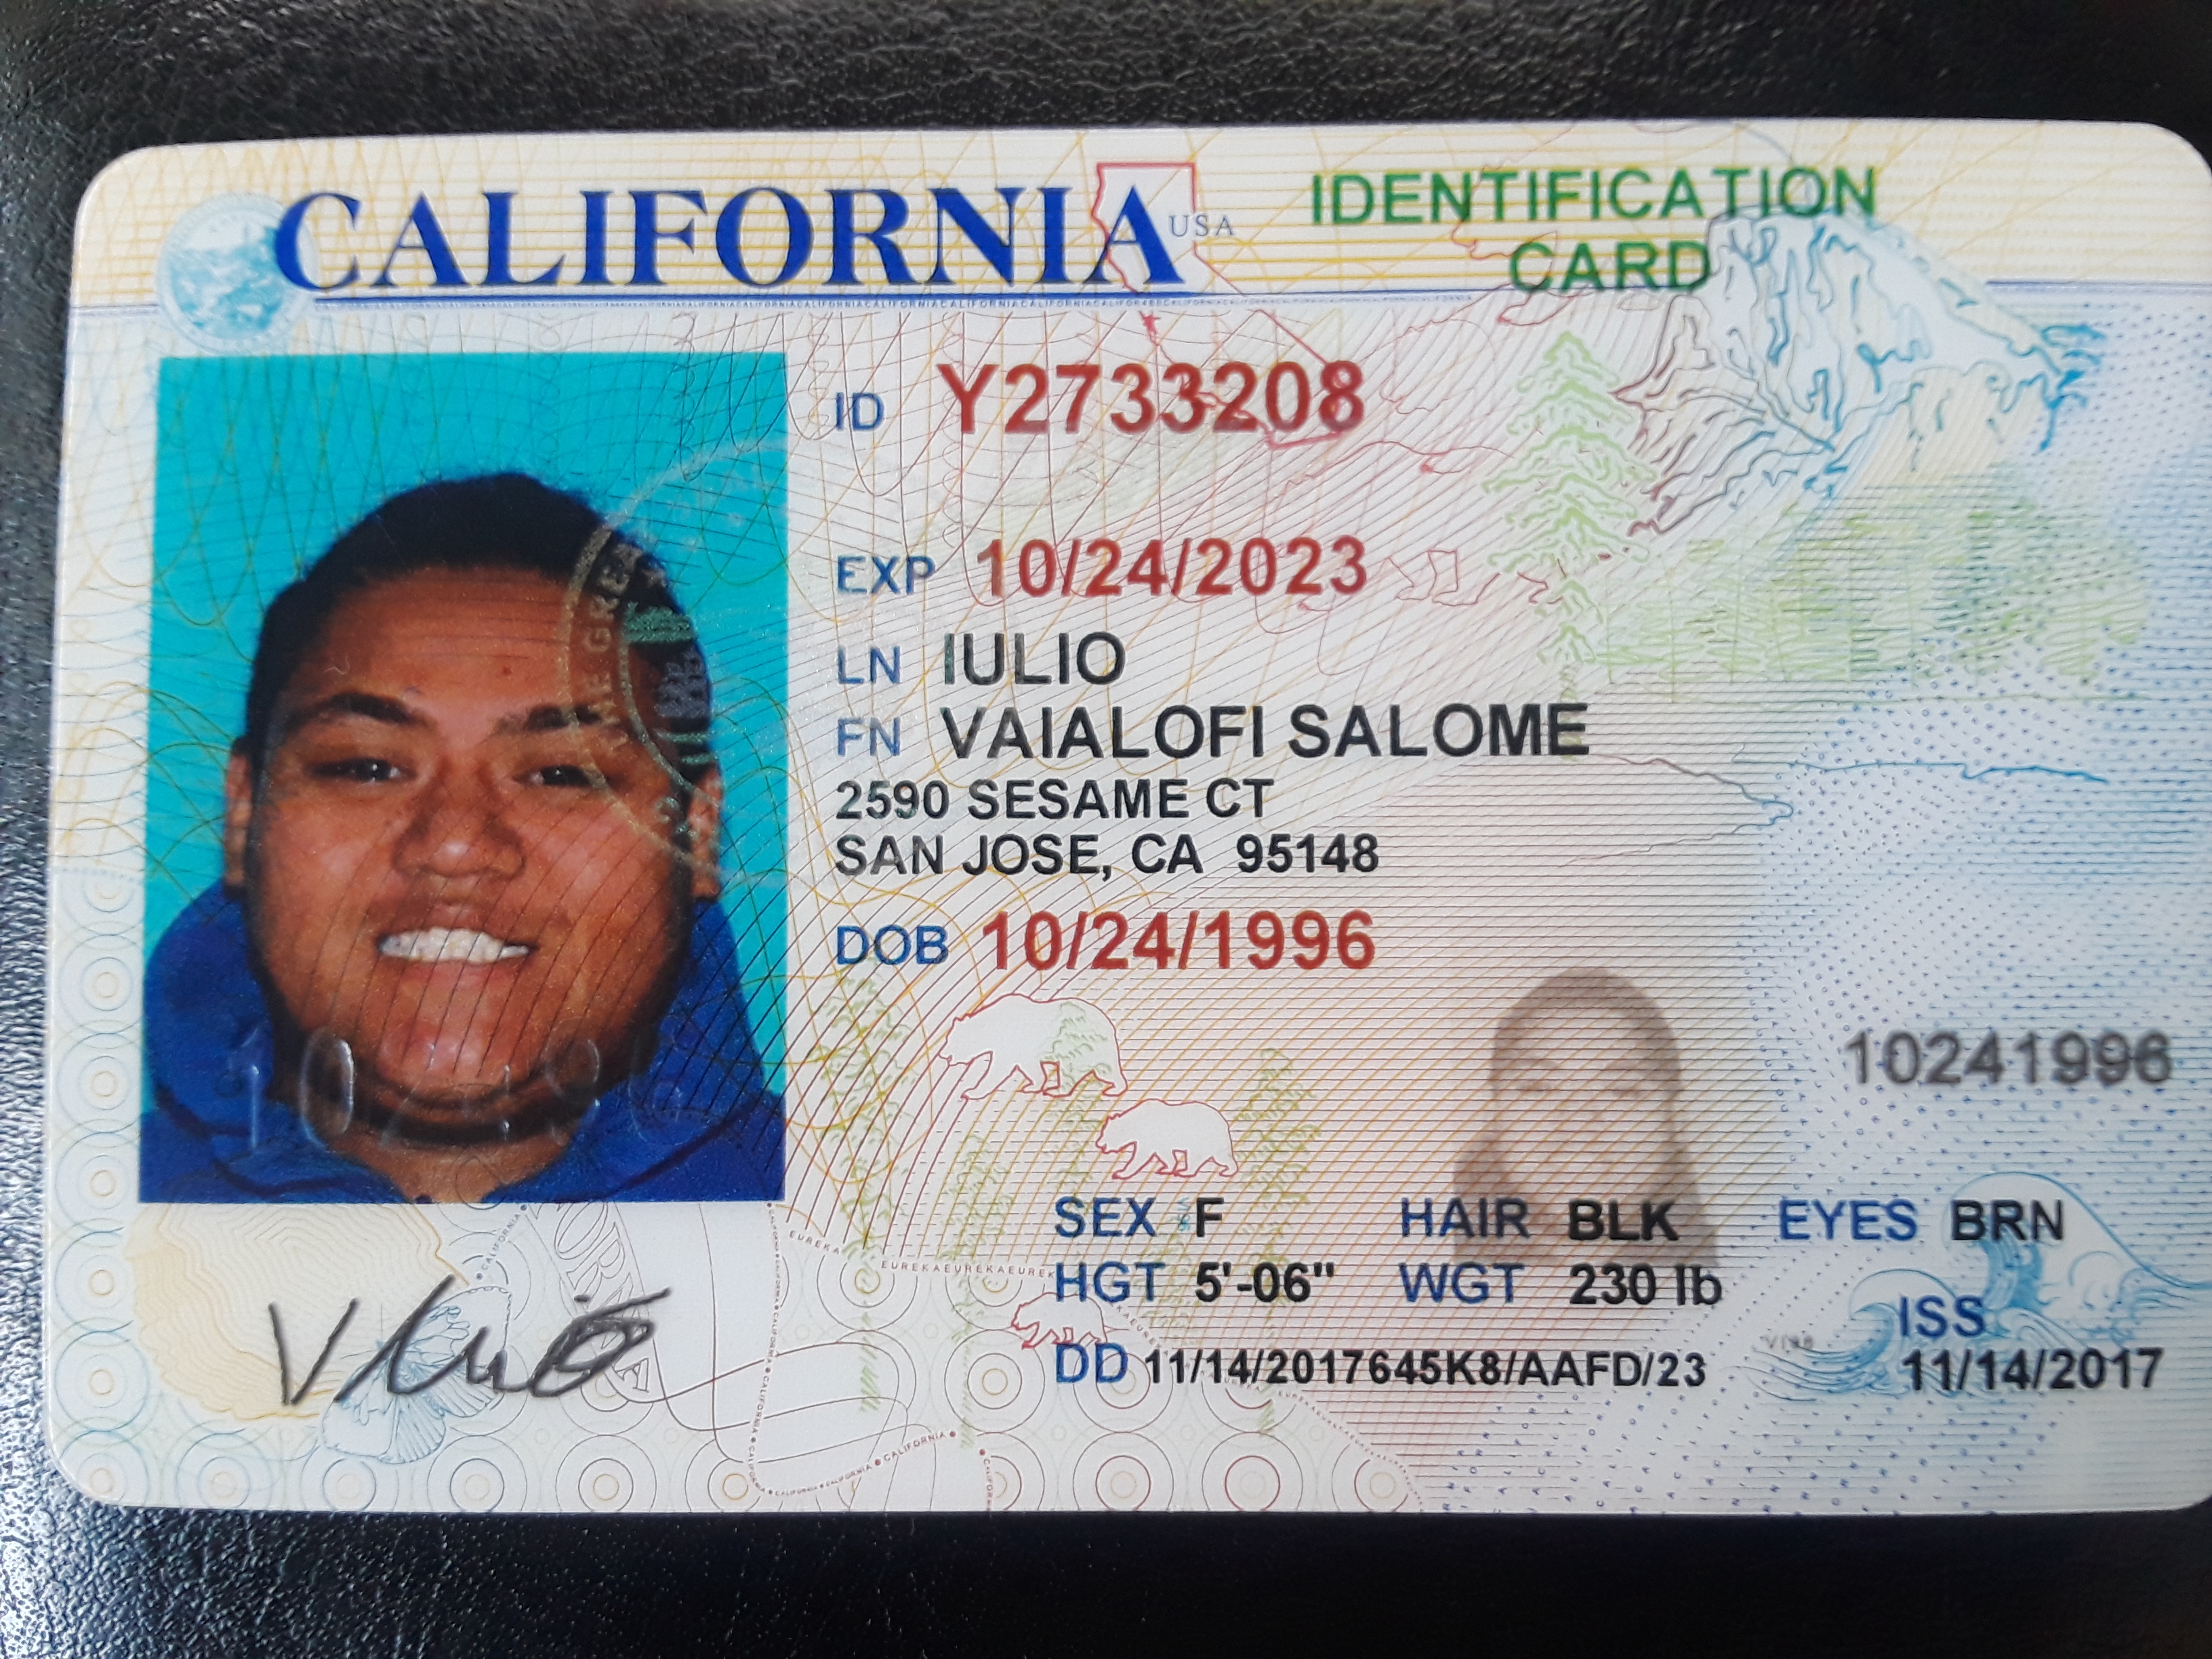 CALIFORNIA USA
IDENTIFICATION
CARD
ID Y2733208
EXP 10/24/2023
LN IULIO
FN VAIALOFI SALOME
2590 SESAME CT
SAN JOSE, CA 95148
DOB 10/24/1996
10241996
SEX F HAIR BLK EYES BRN
HGT 5'-06" WGT 230 lb
ISS
DD 11/14/2017645K8/AAFD/23 11/14/2017